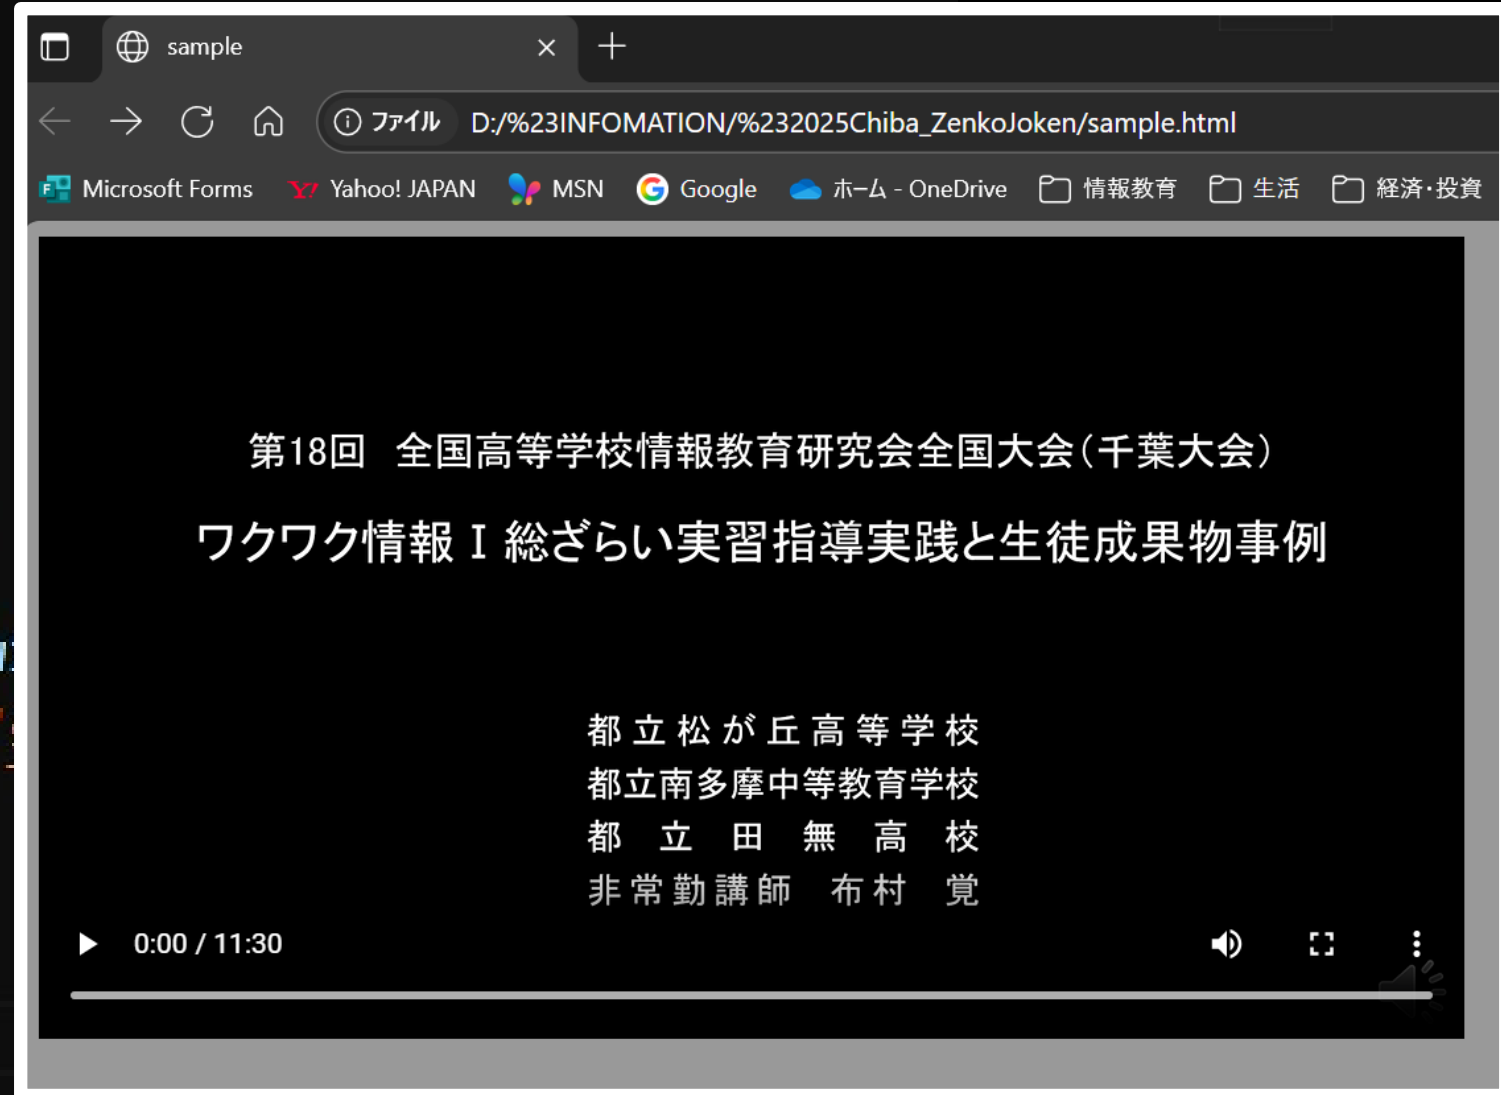 sample
ファイル D:/%23INFOMATION/%232025Chiba_ZenkoJoken/sample.html
Microsoft Forms Yahoo! JAPAN MSN Google ホーム - OneDrive 情報教育 生活 経済・投資
第18回 全国高等学校情報教育研究会全国大会(千葉大会)
ワクワク情報Ⅰ総ざらい実習指導実践と生徒成果物事例
都立松が丘高等学校
都立南多摩中等教育学校
都立田無高校
非常勤講師 布村 覚
0:00 / 11:30